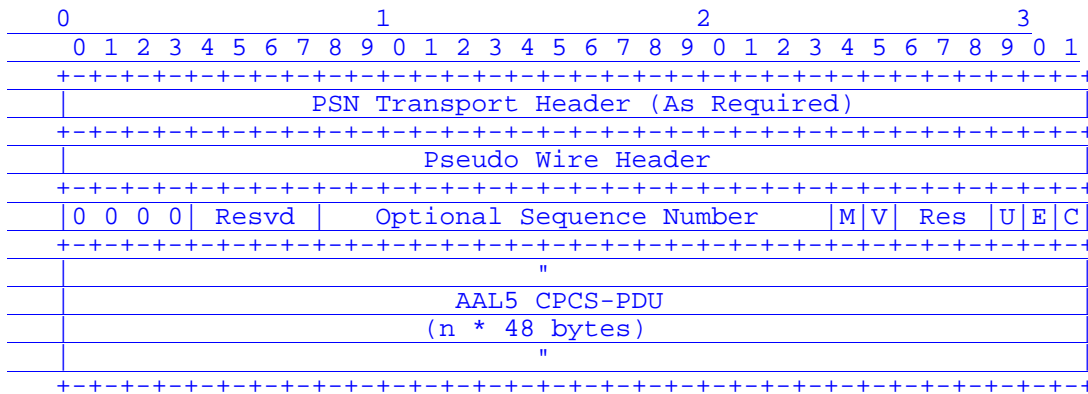 0                   1                   2                   3
 0 1 2 3 4 5 6 7 8 9 0 1 2 3 4 5 6 7 8 9 0 1 2 3 4 5 6 7 8 9 0 1
+-+-+-+-+-+-+-+-+-+-+-+-+-+-+-+-+-+-+-+-+-+-+-+-+-+-+-+-+-+-+-+-+
|               PSN Transport Header (As Required)              |
+-+-+-+-+-+-+-+-+-+-+-+-+-+-+-+-+-+-+-+-+-+-+-+-+-+-+-+-+-+-+-+-+
|                      Pseudo Wire Header                       |
+-+-+-+-+-+-+-+-+-+-+-+-+-+-+-+-+-+-+-+-+-+-+-+-+-+-+-+-+-+-+-+-+
|0 0 0 0| Resvd |   Optional Sequence Number    |M|V| Res |U|E|C|
+-+-+-+-+-+-+-+-+-+-+-+-+-+-+-+-+-+-+-+-+-+-+-+-+-+-+-+-+-+-+-+-+
|                             "                                 |
|                        AAL5 CPCS-PDU                          |
|                      (n * 48 bytes)                           |
|                             "                                 |
+-+-+-+-+-+-+-+-+-+-+-+-+-+-+-+-+-+-+-+-+-+-+-+-+-+-+-+-+-+-+-+-+